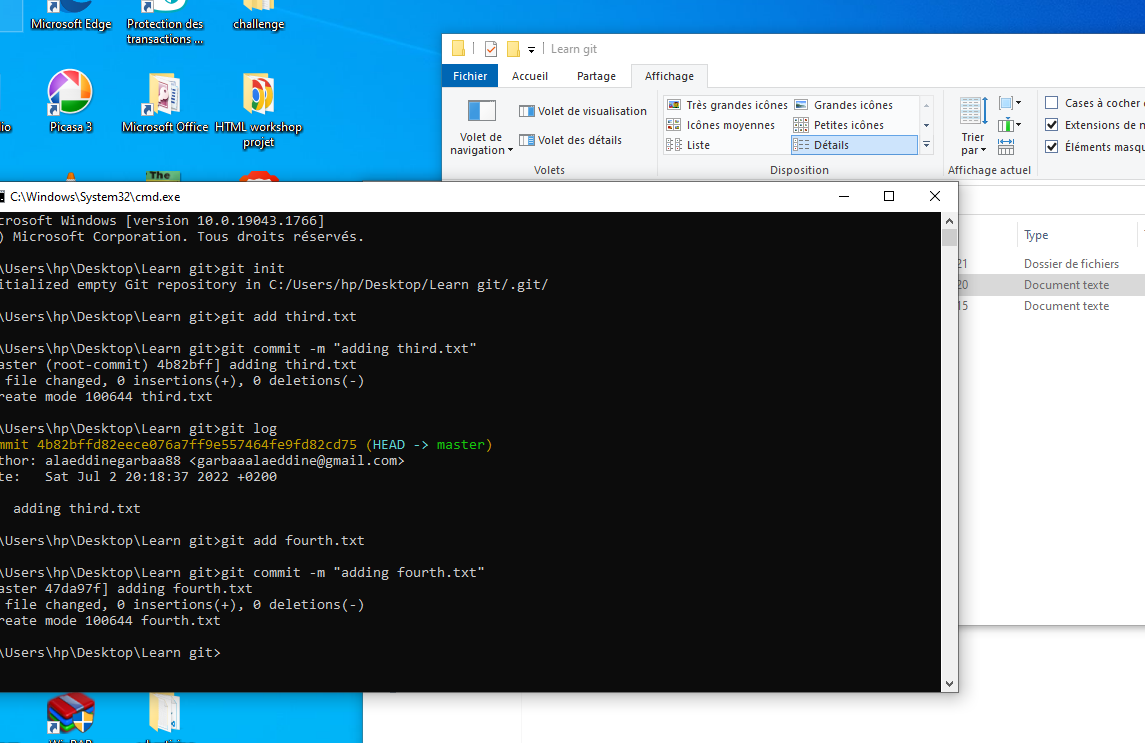 Microsoft Edge
Protection des
transactions ...
challenge
Picasa 3
Microsoft Office
HTML workshop
projet
The
Learn git
Fichier
Accueil
Partage
Affichage
Volet de
navigation
Volet de visualisation
Volet des détails
Volets
Très grandes icônes
Grandes icônes
Icônes moyennes
Petites icônes
Liste
Détails
Disposition
Trier
par
Affichage actuel
Cases à cocher
Extensions de n
Éléments masqu
Type
21
Dossier de fichiers
20
Document texte
15
Document texte
C:\Windows\System32\cmd.exe
crosoft Windows [version 10.0.19043.1766]
) Microsoft Corporation. Tous droits réservés.
\Users\hp\Desktop\Learn git>git init
itialized empty Git repository in C:/Users/hp/Desktop/Learn git/.git/
\Users\hp\Desktop\Learn git>git add third.txt
\Users\hp\Desktop\Learn git>git commit -m "adding third.txt"
aster (root-commit) 4b82bff] adding third.txt
file changed, 0 insertions(+), 0 deletions(-)
reate mode 100644 third.txt
\Users\hp\Desktop\Learn git>git log
mmit 4b82bffd82eece076a7ff9e557464fe9fd82cd75 (HEAD -> master)
thor: alaeddinegarbaa88 <garbaaalaeddine@gmail.com>
te:   Sat Jul 2 20:18:37 2022 +0200
adding third.txt
\Users\hp\Desktop\Learn git>git add fourth.txt
\Users\hp\Desktop\Learn git>git commit -m "adding fourth.txt"
aster 47da97f] adding fourth.txt
file changed, 0 insertions(+), 0 deletions(-)
reate mode 100644 fourth.txt
\Users\hp\Desktop\Learn git>